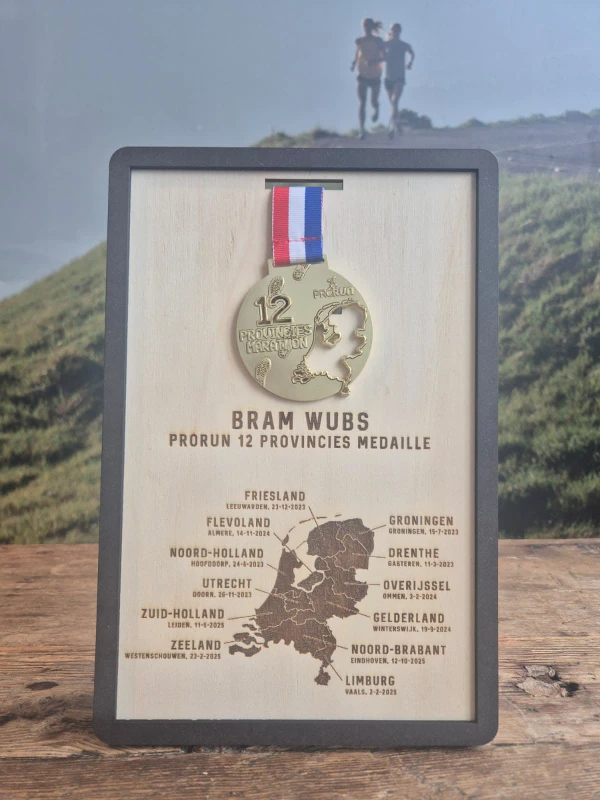 PRORUN
12
PROVINCIES
MARATHON
BRAM WUBS
PRORUN 12 PROVINCIES MEDAILLE
FRIESLAND
LEEUWARDEN, 23-12-2023
FLEVOLAND
ALMERE, 14-11-2024
NOORD-HOLLAND
HOOFDDORP, 24-6-2023
UTRECHT
DOORN, 26-11-2023
ZUID-HOLLAND
LEIDEN, 11-5-2025
ZEELAND
WESTENSCHOUWEN, 22-2-2025
GRONINGEN
GRONINGEN, 15-7-2023
DRENTHE
GASTEREN, 11-3-2023
OVERIJSSEL
OMMEN, 3-2-2024
GELDERLAND
WINTERSWIJK, 19-9-2024
NOORD-BRABANT
EINDHOVEN, 12-10-2025
LIMBURG
VAALS, 2-2-2025